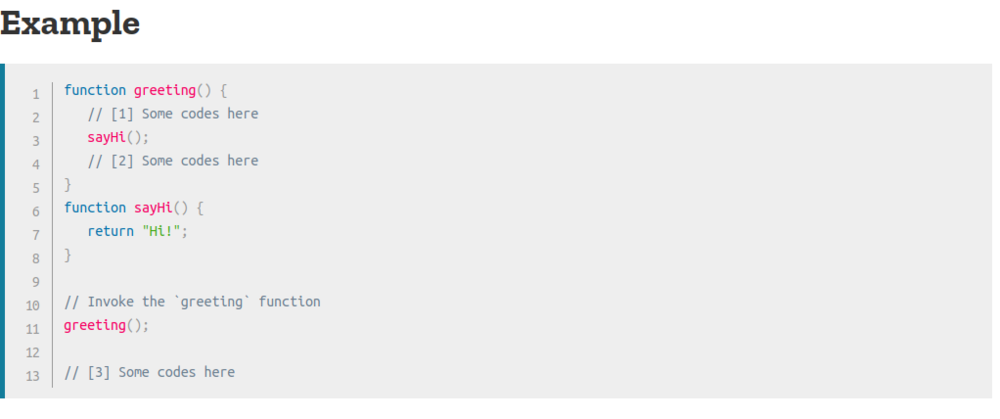 Example
1 function greeting() {
2 // [1] Some codes here
3 sayHi();
4 // [2] Some codes here
5 }
6 function sayHi() {
7 return "Hi!";
8 }
9
10 // Invoke the `greeting` function
11 greeting();
12
13 // [3] Some codes here